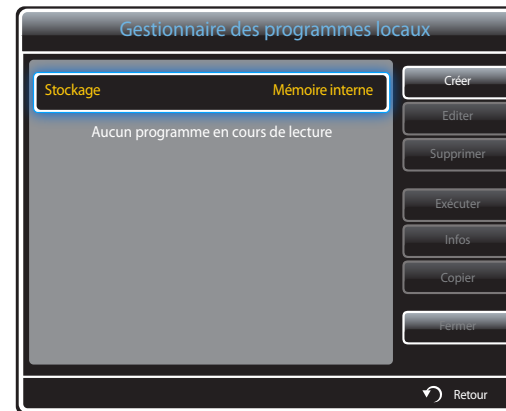 Gestionnaire des programmes locaux
Stockage Mémoire interne
Aucun programme en cours de lecture
Créer
Editer
Supprimer
Exécuter
Infos
Copier
Fermer
Retour